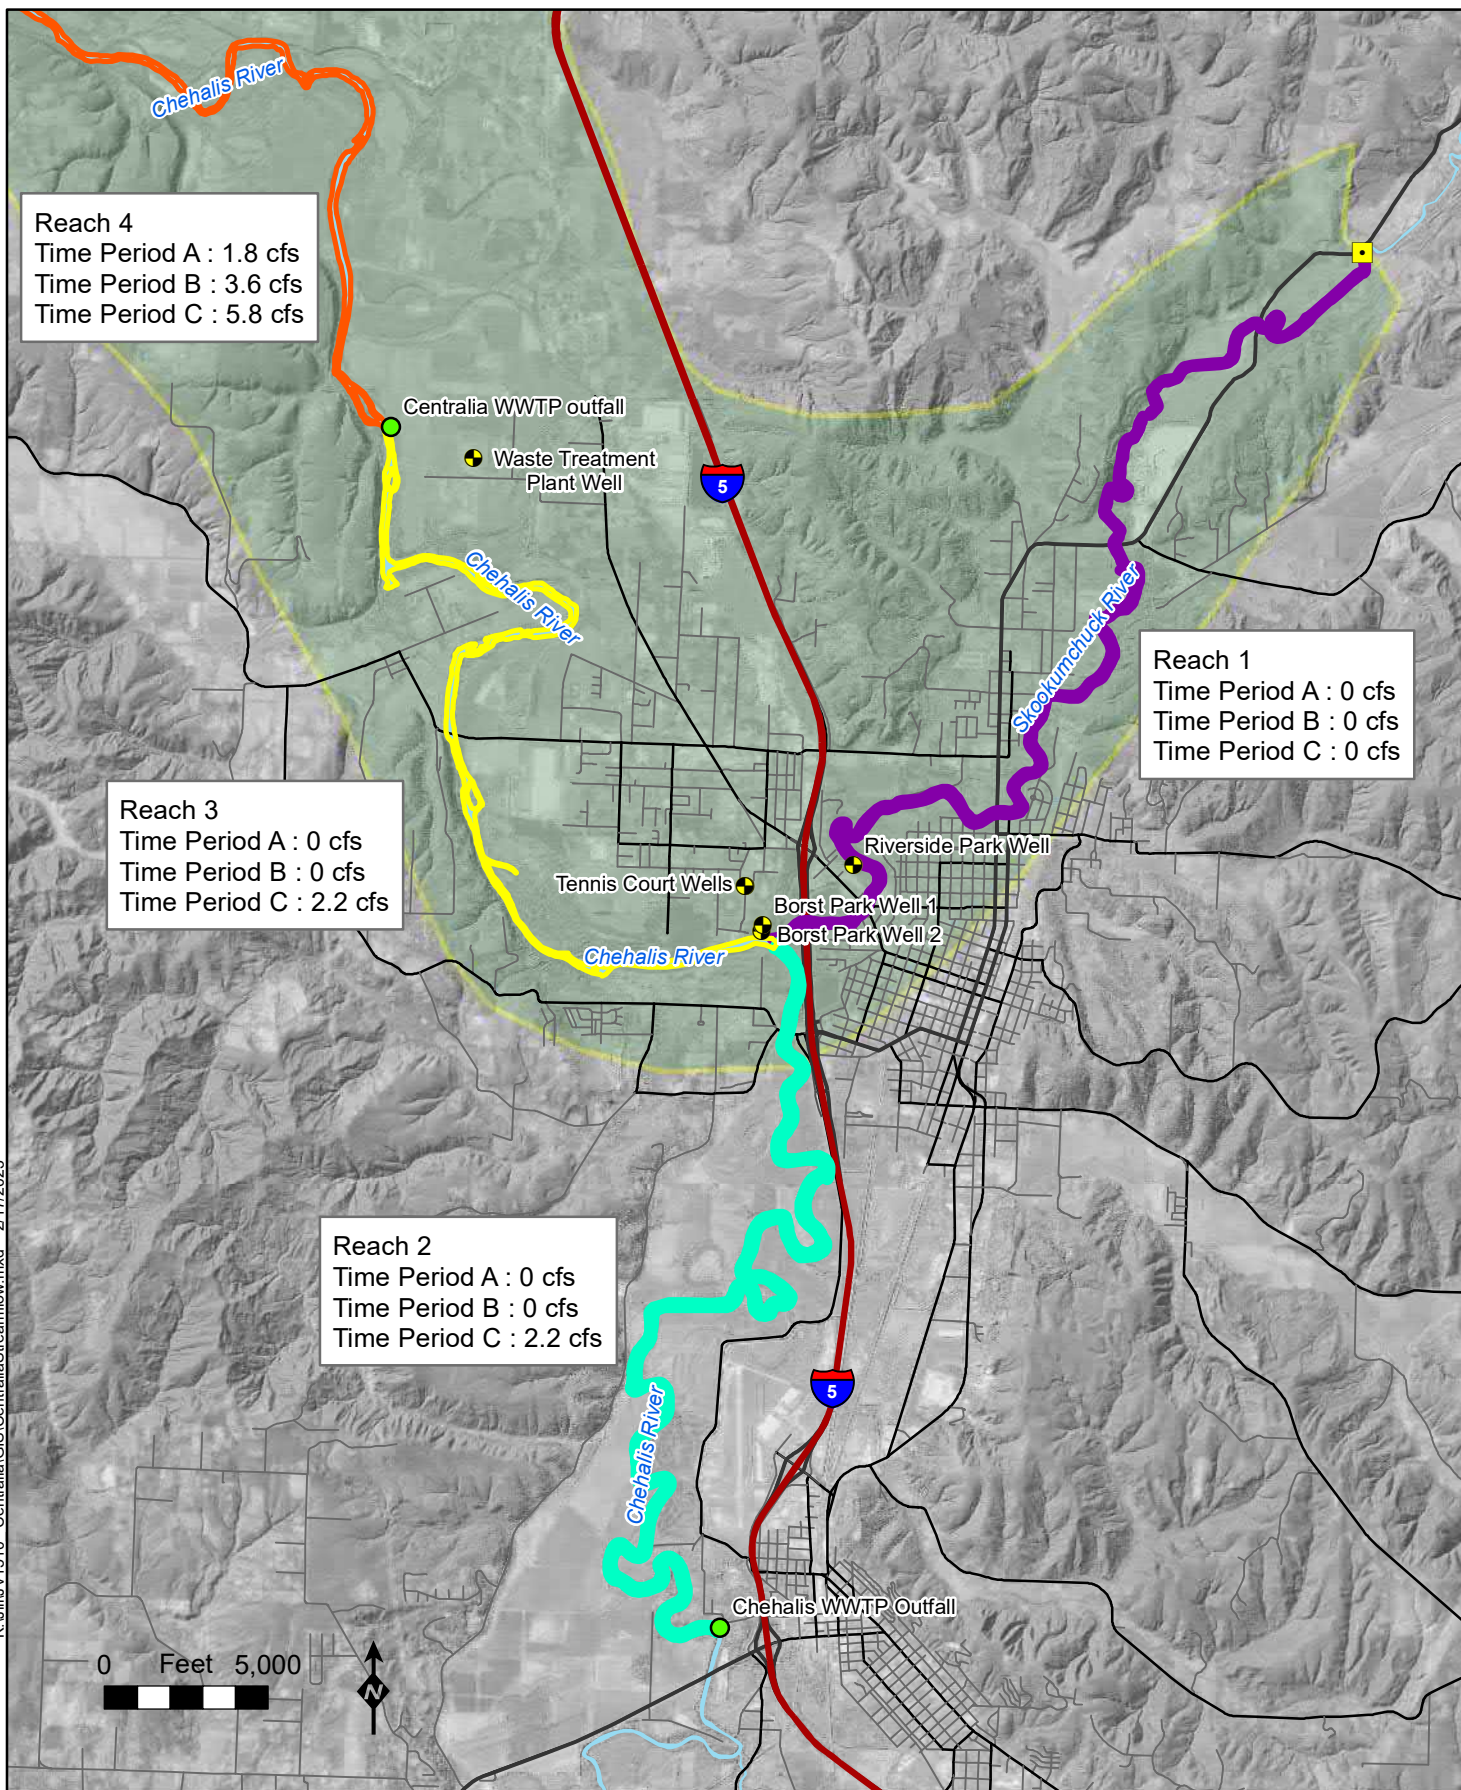 Chehalis River
Reach 4
Time Period A : 1.8 cfs
Time Period B : 3.6 cfs
Time Period C : 5.8 cfs
Centralia WWTP outfall
Waste Treatment
Plant Well
5
Chehalis River
Skookumchuck River
Reach 1
Time Period A : 0 cfs
Time Period B : 0 cfs
Time Period C : 0 cfs
Reach 3
Time Period A : 0 cfs
Time Period B : 0 cfs
Time Period C : 2.2 cfs
Riverside Park Well
Tennis Court Wells
Borst Park Well 1
Borst Park Well 2
Chehalis River
Reach 2
Time Period A : 0 cfs
Time Period B : 0 cfs
Time Period C : 2.2 cfs
5
Chehalis River
Chehalis WWTP Outfall
0 Feet 5,000
N